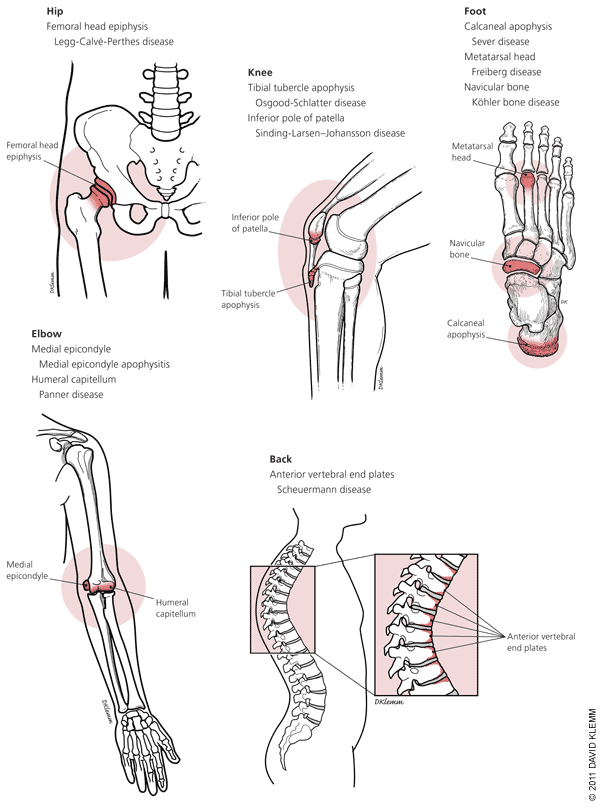 Hip
Femoral head epiphysis
Legg-Calvé-Perthes disease
Femoral head
epiphysis
DKlemm
Knee
Tibial tubercle apophysis
Osgood-Schlatter disease
Inferior pole of patella
Sinding-Larsen–Johansson disease
Inferior pole
of patella
Tibial tubercle
apophysis
DKlemm
Foot
Calcaneal apophysis
Sever disease
Metatarsal head
Freiberg disease
Navicular bone
Köhler bone disease
Metatarsal
head
Navicular
bone
DK
Calcaneal
apophysis
Elbow
Medial epicondyle
Medial epicondyle apophysitis
Humeral capitellum
Panner disease
Medial
epicondyle
Humeral
capitellum
DKlemm
Back
Anterior vertebral end plates
Scheuermann disease
Anterior vertebral
end plates
DKlemm
© 2011 DAVID KLEMM